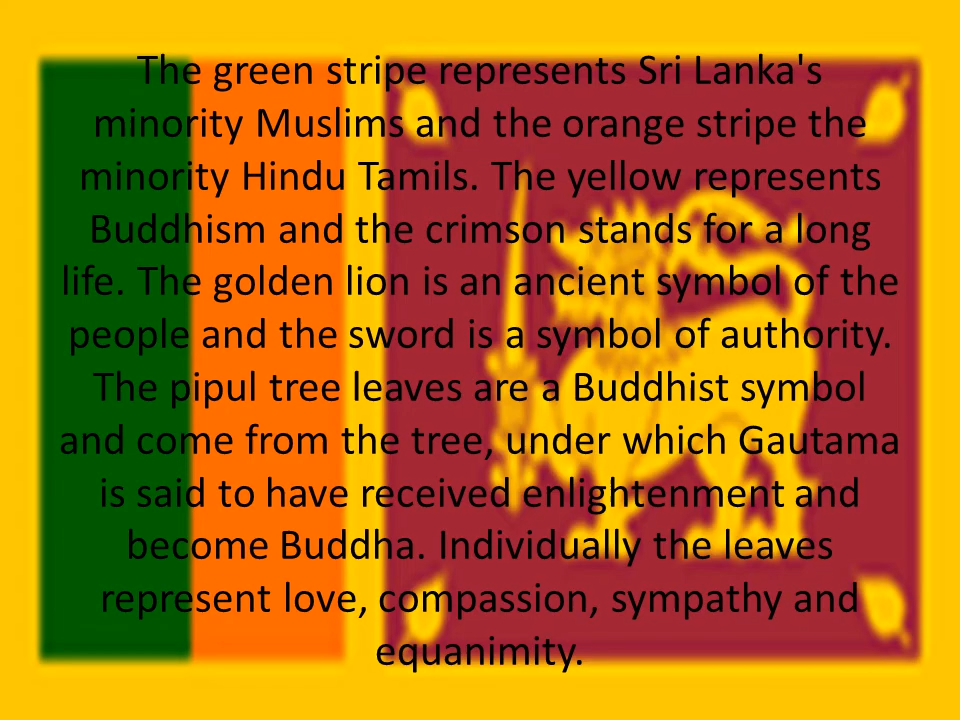 The green stripe represents Sri Lanka's
minority Muslims and the orange stripe the
minority Hindu Tamils. The yellow represents
Buddhism and the crimson stands for a long
life. The golden lion is an ancient symbol of the
people and the sword is a symbol of authority.
The pipul tree leaves are a Buddhist symbol
and come from the tree, under which Gautama
is said to have received enlightenment and
become Buddha. Individually the leaves
represent love, compassion, sympathy and
equanimity.